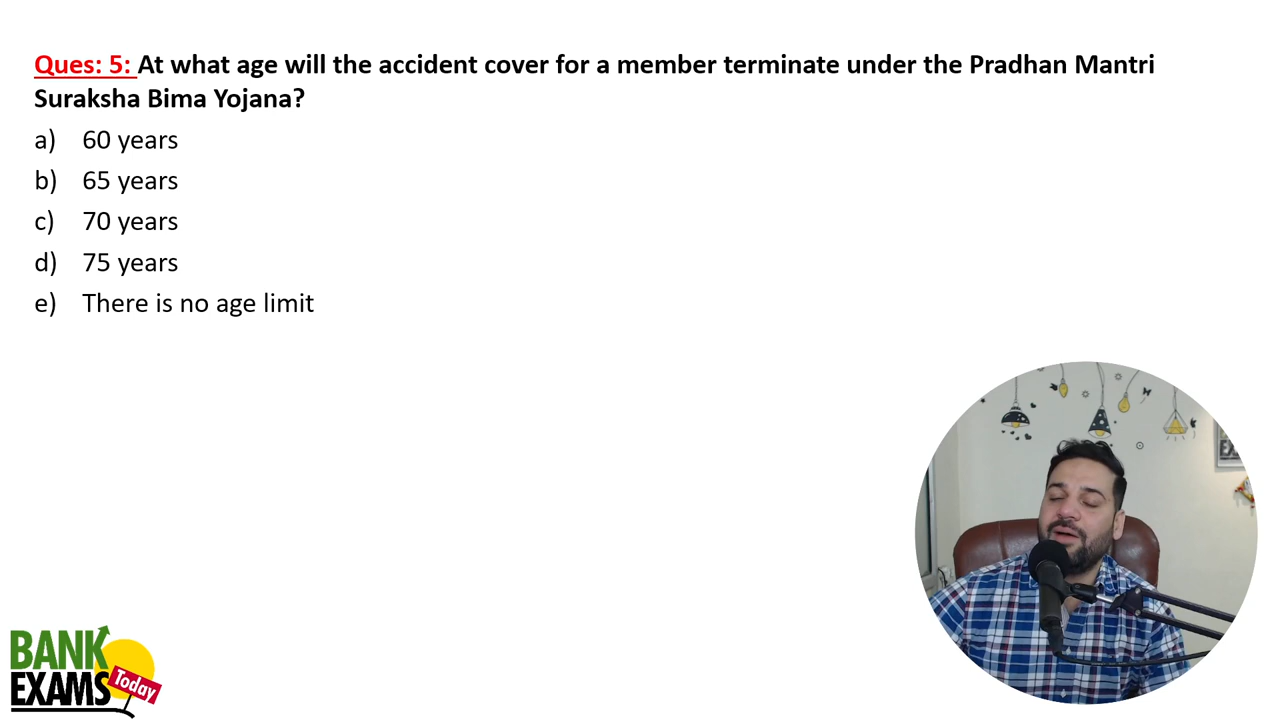 Ques: 5: At what age will the accident cover for a member terminate under the Pradhan Mantri
Suraksha Bima Yojana?
a) 60 years
b) 65 years
c) 70 years
d) 75 years
e) There is no age limit
BANK
EXAMS
Today